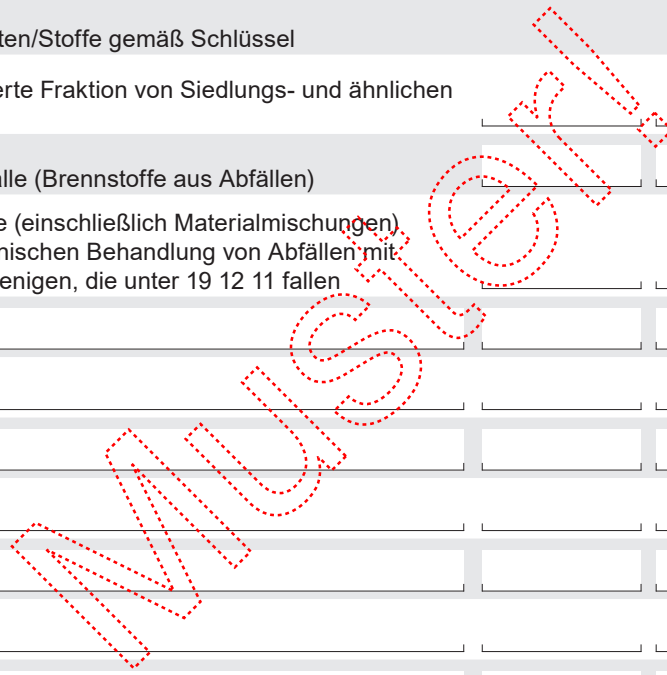 ten/Stoffe gemäß Schlüssel
erte Fraktion von Siedlungs- und ähnlichen
lle (Brennstoffe aus Abfällen)
e (einschließlich Materialmischungen)
nischen Behandlung von Abfällen mit
enigen, die unter 19 12 11 fallen
Muster!